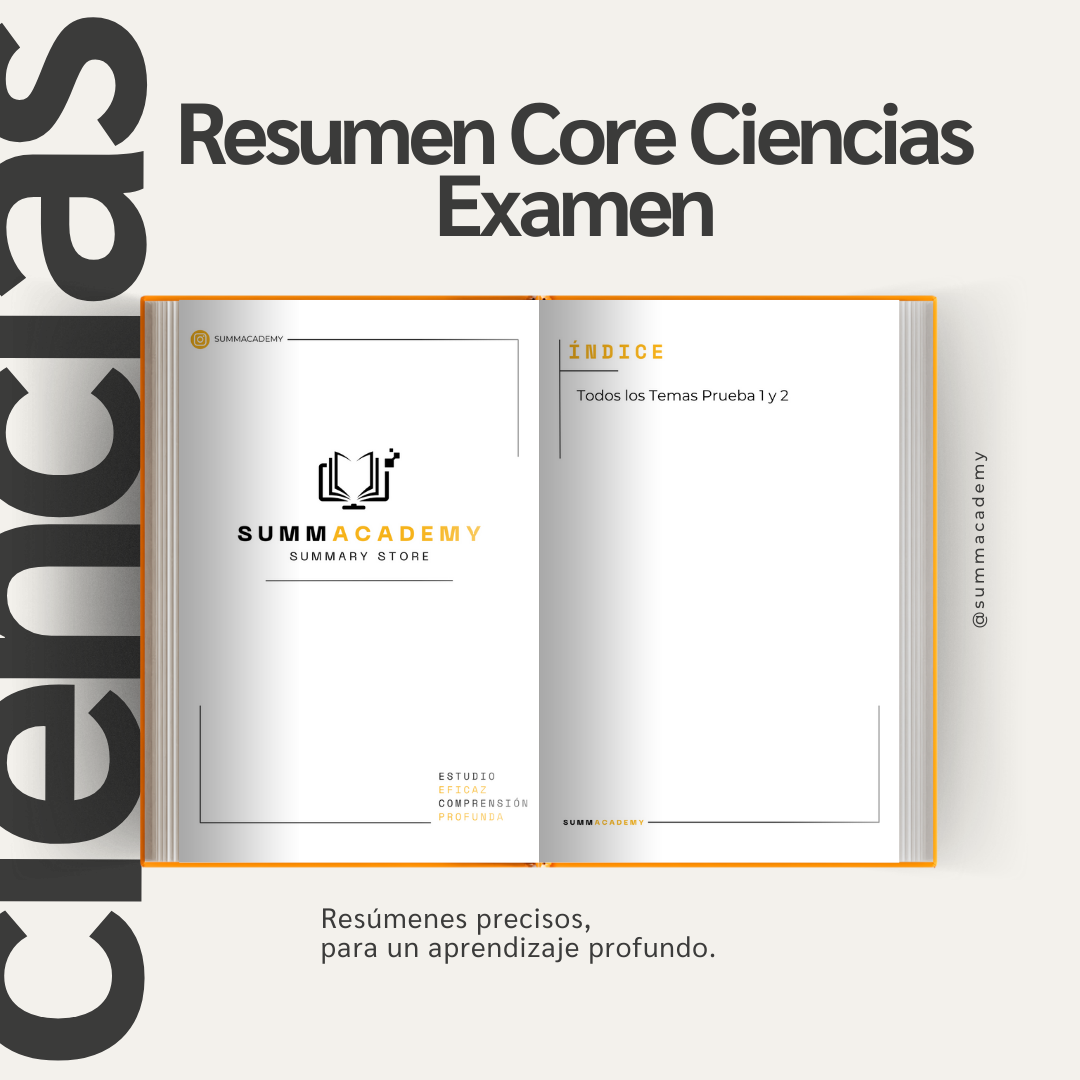 ciencias
Resumen Core Ciencias
Examen
SUMMACADEMY
SUMMACADEMY
SUMMARY STORE
ESTUDIO
EFICAZ
COMPRENSIÓN
PROFUNDA
ÍNDICE
Todos los Temas Prueba 1 y 2
SUMMACADEMY
@summacademy
Resúmenes precisos,
para un aprendizaje profundo.